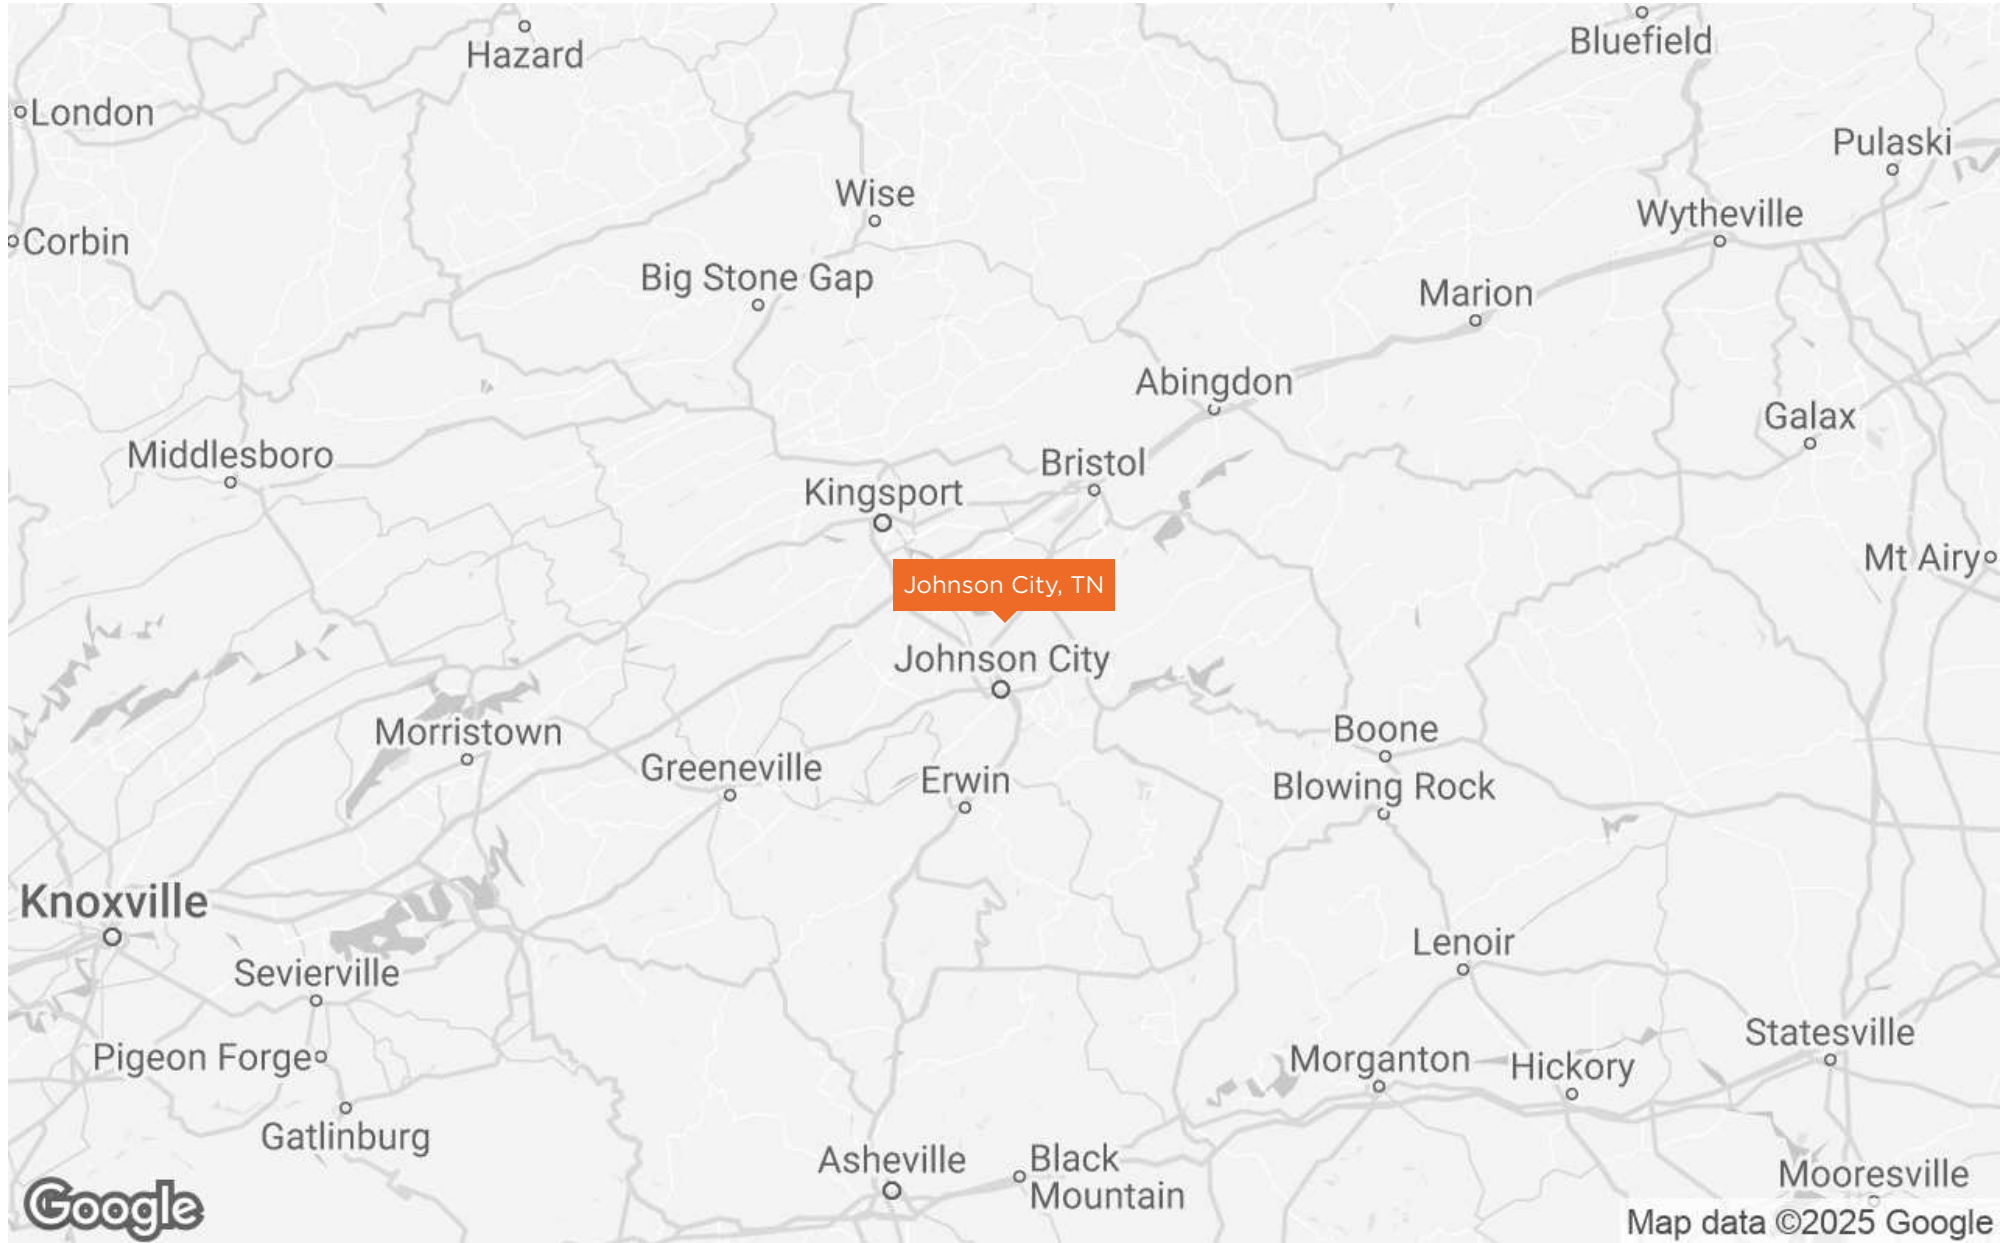 Bluefield
Hazard
London
Pulaski
Wise
Wytheville
Corbin
Big Stone Gap
Marion
Abingdon
Galax
Middlesboro
Bristol
Kingsport
Mt Airy
Johnson City, TN
Johnson City
Morristown
Boone
Greeneville
Erwin
Blowing Rock
Knoxville
Lenoir
Sevierville
Statesville
Pigeon Forge
Morganton
Hickory
Gatlinburg
Asheville
Black
Mountain
Mooresville
Google
Map data ©2025 Google